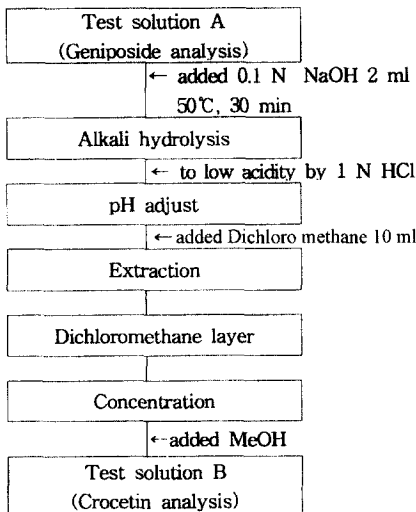 Test solution A
(Geniposide analysis)
← added 0.1 N NaOH 2 ml
50℃, 30 min
Alkali hydrolysis
← to low acidity by 1 N HCl
pH adjust
← added Dichloro methane 10 ml
Extraction
Dichloromethane layer
Concentration
← added MeOH
Test solution B
(Crocetin analysis)